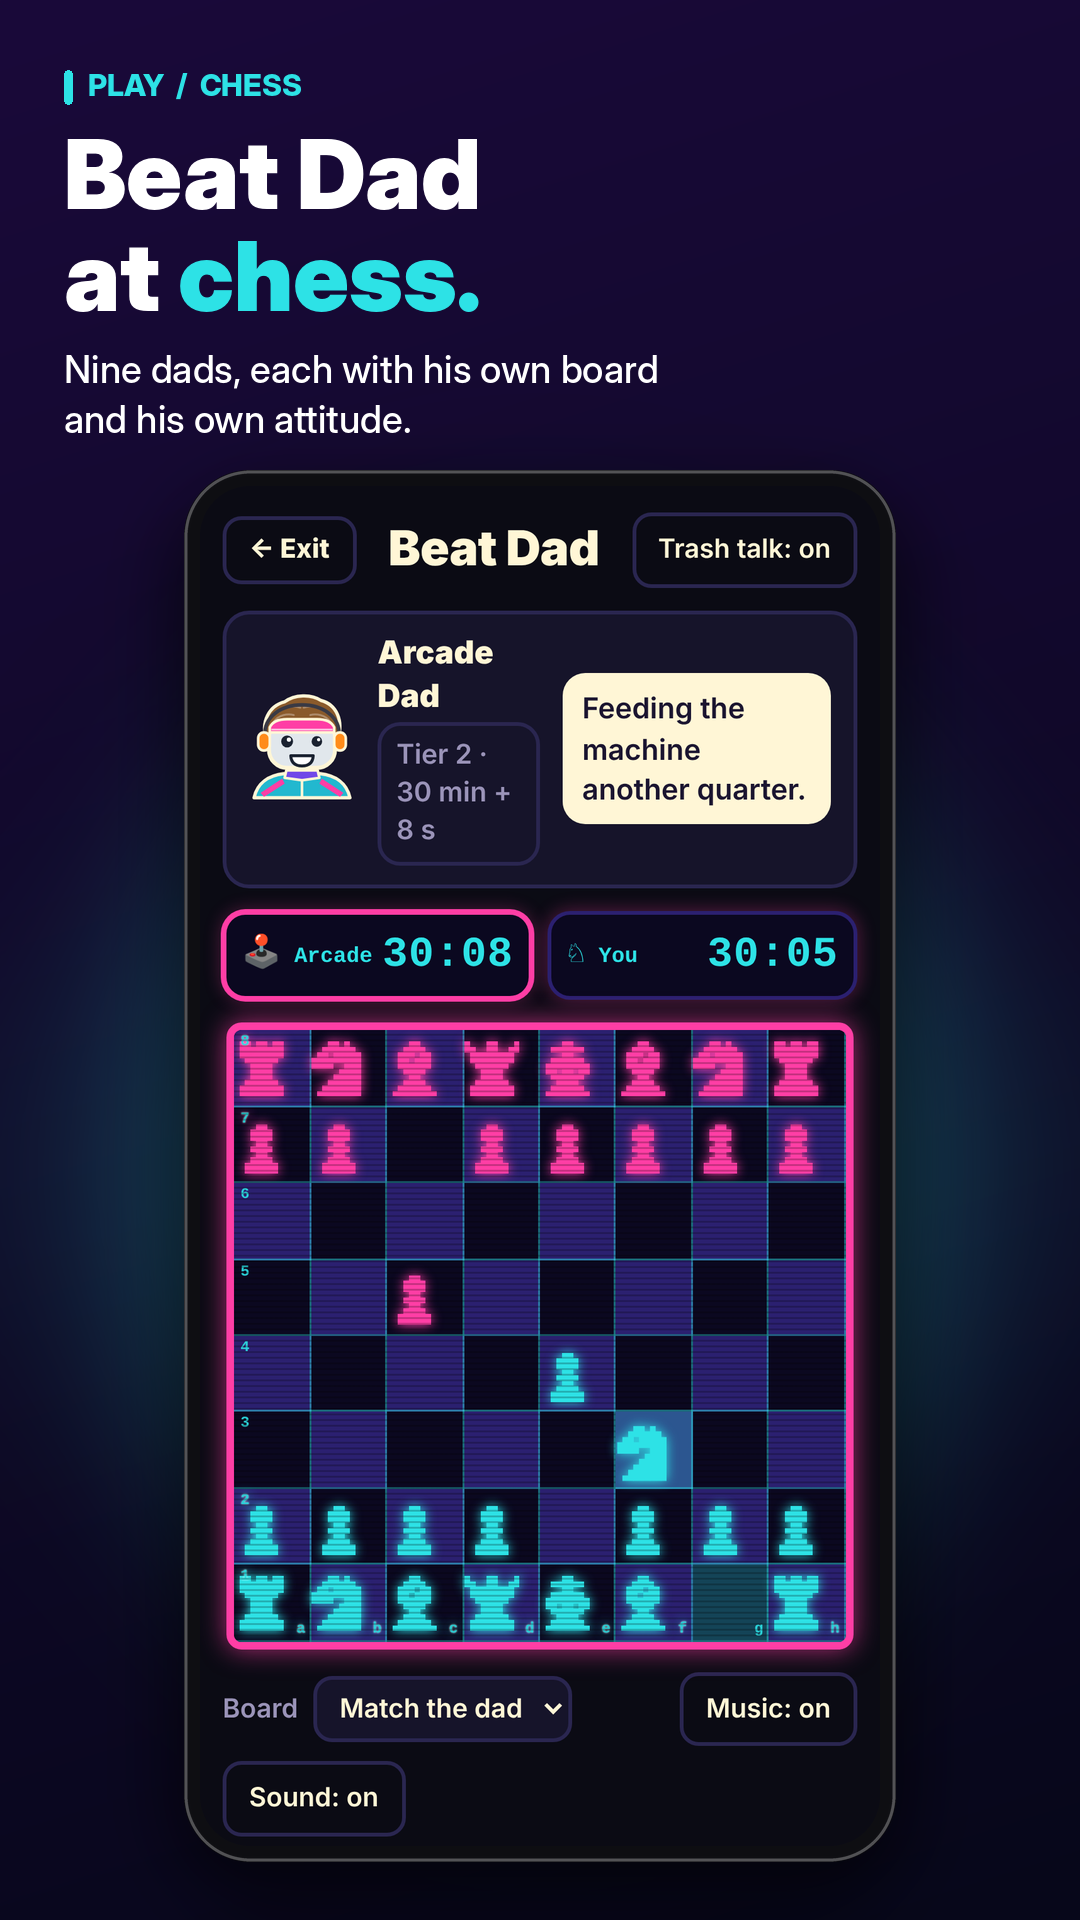 PLAY / CHESS
Beat Dad
at chess.
Nine dads, each with his own board
and his own attitude.
← Exit
Beat Dad
Trash talk: on
Arcade
Dad
Tier 2 ·
30 min +
8 s
Feeding the
machine
another quarter.
Arcade 30:08
You 30:05
8
7
6
5
4
3
2
1
a b c d e f g h
Board
Match the dad
Music: on
Sound: on